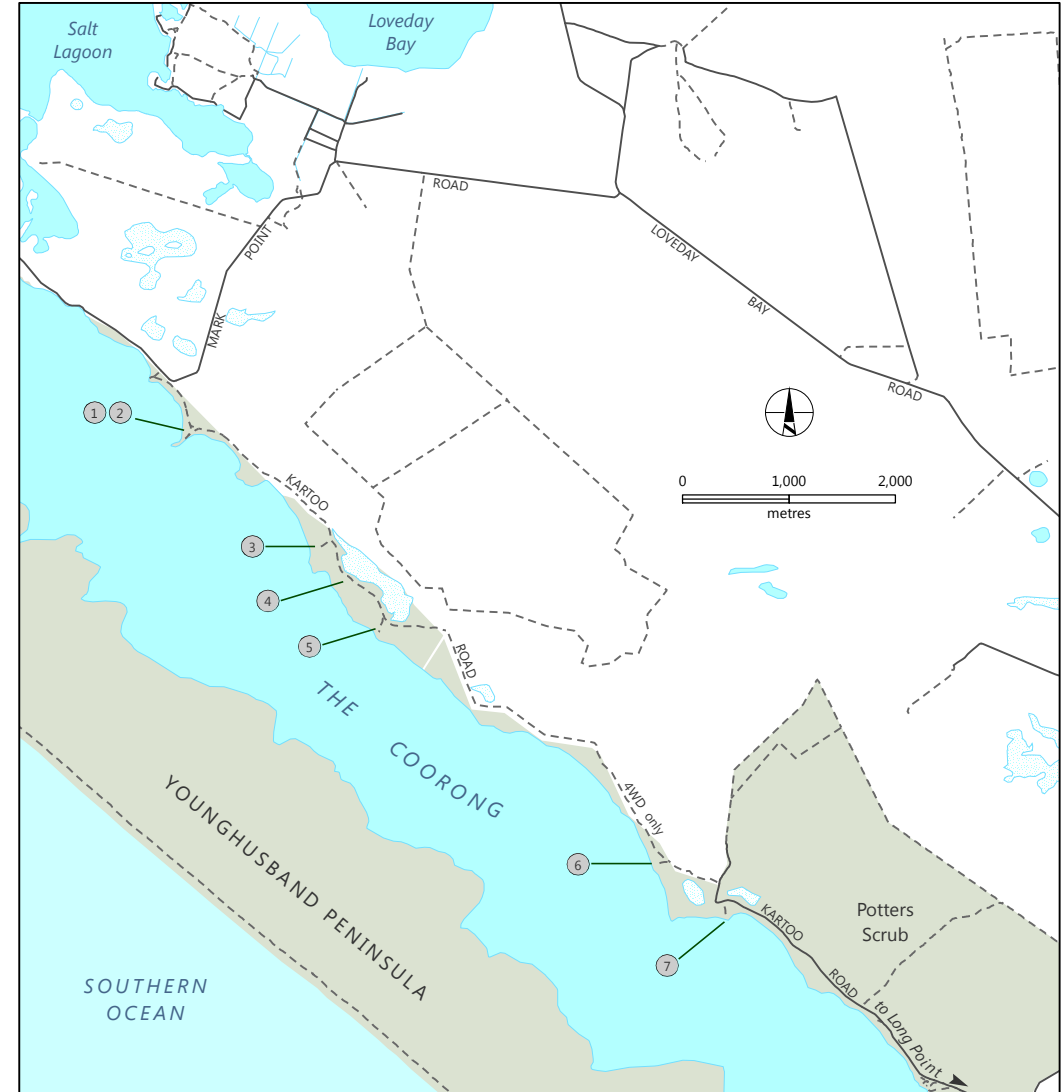 Salt
Lagoon
Loveday
Bay
ROAD
LOVEDAY
BAY
ROAD
POINT
MARK
1 2
N
0 1,000 2,000
metres
KARTOO
3
4
5
ROAD
THE
COORONG
4WD only
YOUNGHUSBAND PENINSULA
6
7
Potters
Scrub
KARTOO
ROAD
to Long Point
SOUTHERN
OCEAN